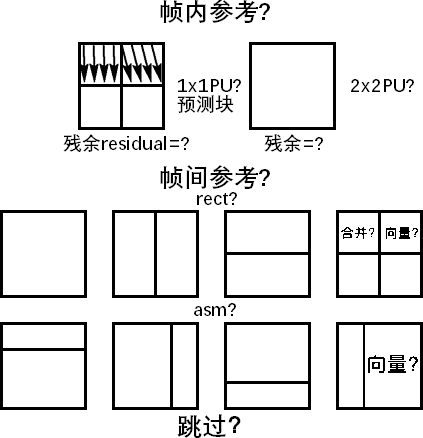 帧内参考?
1x1PU?
预测块
2x2PU?
残余residual=?
残余=?
帧间参考?
rect?
合并?
向量?
asm?
向量?
跳过?